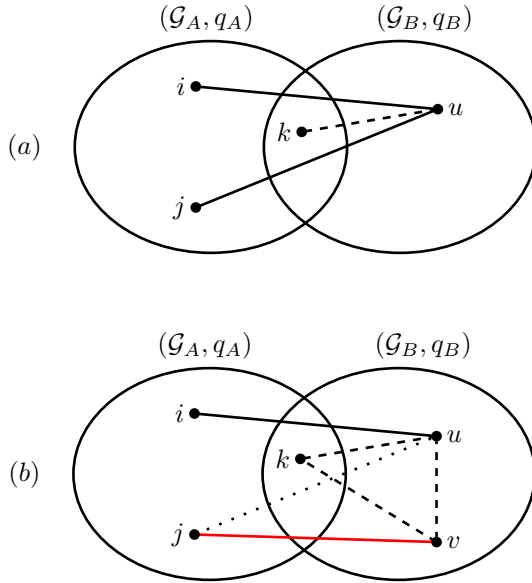 (𝒢_A, q_A) (𝒢_B, q_B)
i
u
k
(a)
j
(𝒢_A, q_A) (𝒢_B, q_B)
i
u
k
(b)
j
v